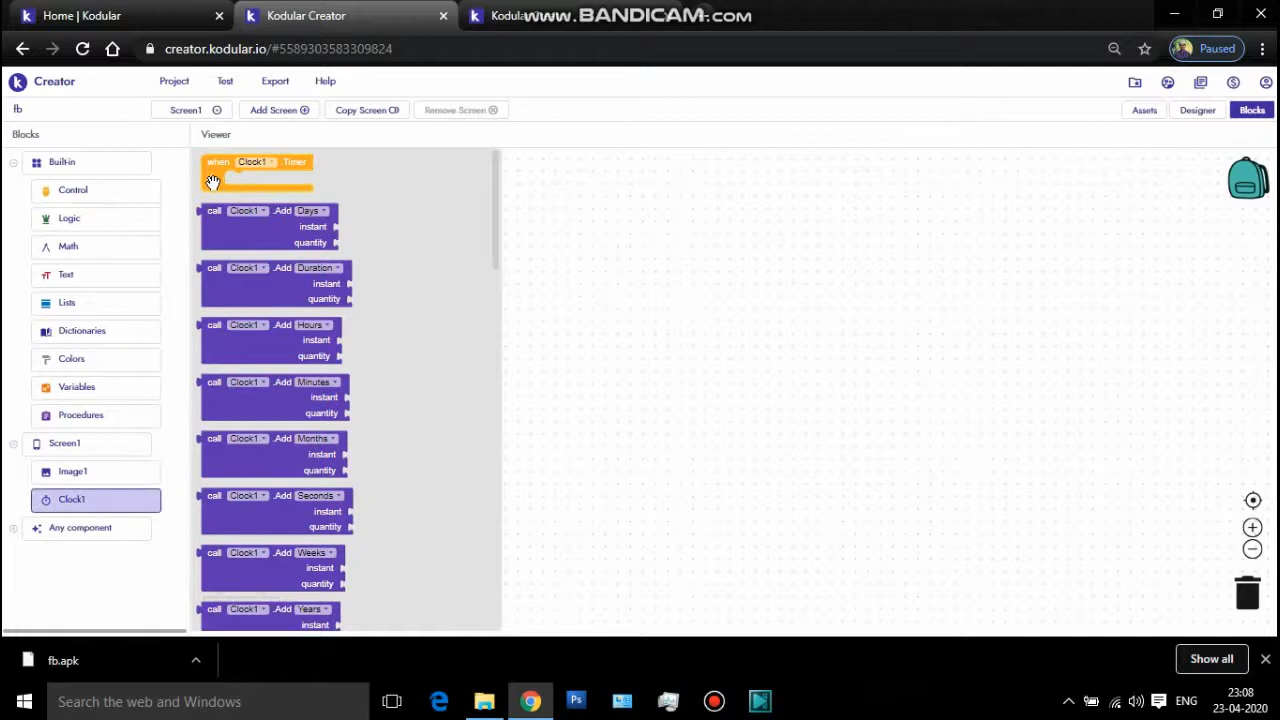 Home | Kodular
Kodular Creator
www.BANDICAM.com
creator.kodular.io/#5589303583309824
Paused
Creator
Project
Test
Export
Help
fb
Screen1
Add Screen
Copy Screen
Remove Screen
Assets
Designer
Blocks
Blocks
Viewer
Built-in
Control
Logic
Math
Text
Lists
Dictionaries
Colors
Variables
Procedures
Screen1
Image1
Clock1
Any component
when Clock1 .Timer
call Clock1 .Add Days
instant
quantity
call Clock1 .Add Duration
instant
quantity
call Clock1 .Add Hours
instant
quantity
call Clock1 .Add Minutes
instant
quantity
call Clock1 .Add Months
instant
quantity
call Clock1 .Add Seconds
instant
quantity
call Clock1 .Add Weeks
instant
quantity
call Clock1 .Add Years
instant
fb.apk
Show all
Search the web and Windows
ENG
23:08
23-04-2020